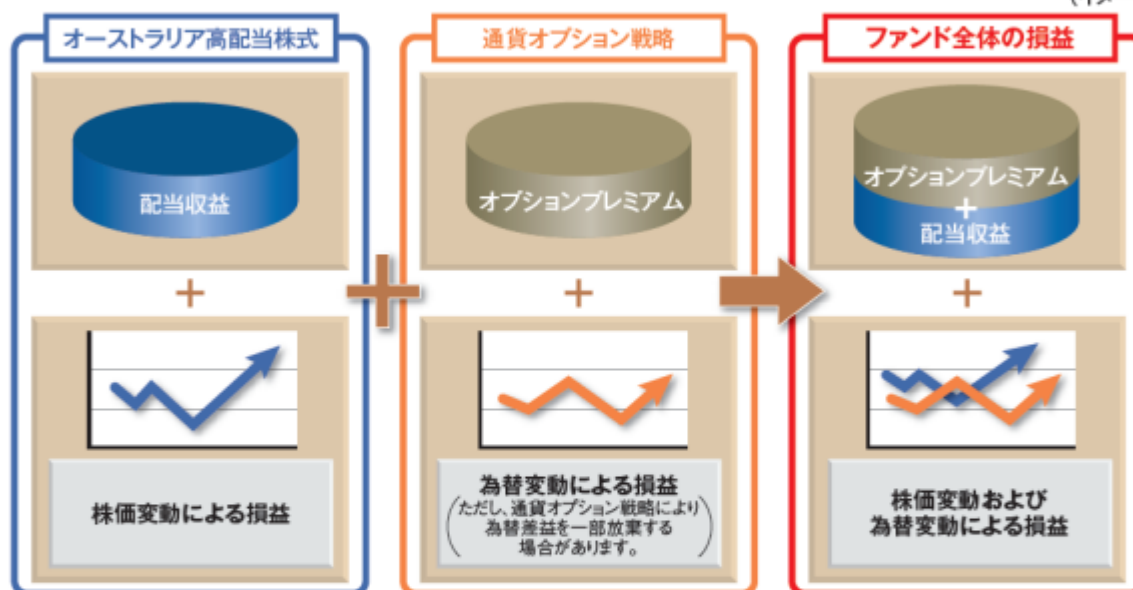 (イメ
オーストラリア高配当株式
配当収益
+
株価変動による損益
+
通貨オプション戦略
オプションプレミアム
+
為替変動による損益
(ただし、通貨オプション戦略により
為替差益を一部放棄する
場合があります。)
ファンド全体の損益
オプションプレミアム
+
配当収益
+
株価変動および
為替変動による損益